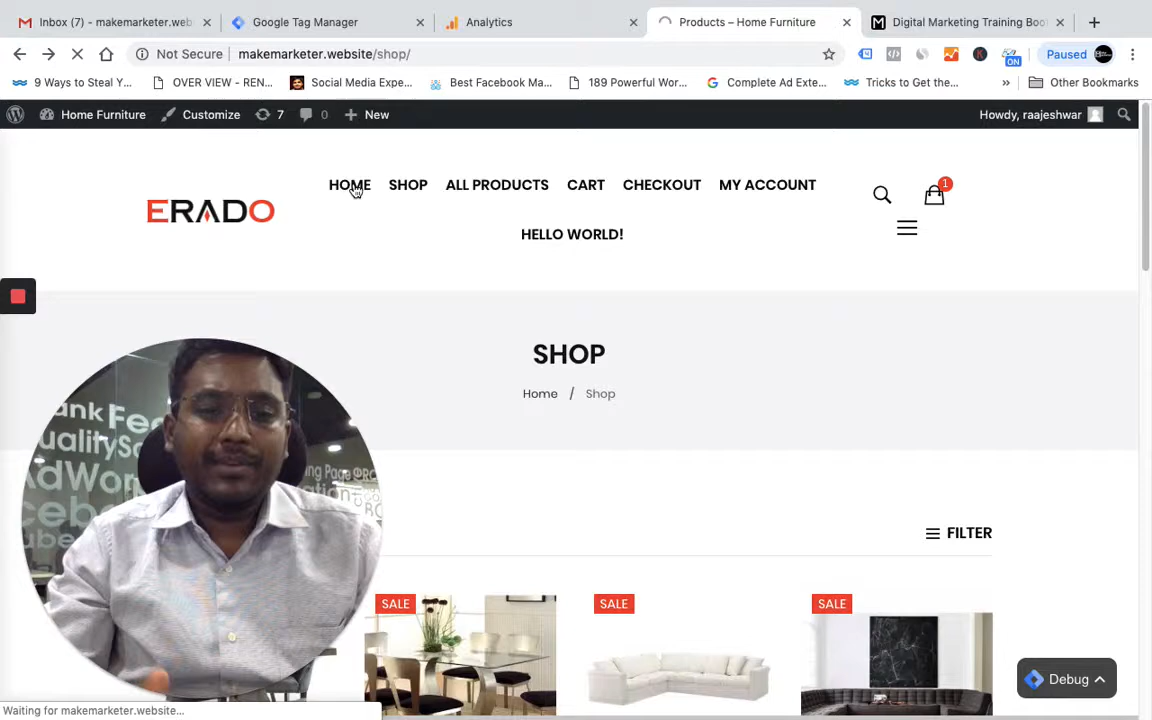 Inbox (7) - makemarketer.web
Google Tag Manager
Analytics
Products – Home Furniture
Digital Marketing Training Boo
Not Secure
makemarketer.website/shop/
Paused
ON
9 Ways to Steal Y...
OVER VIEW - REN...
Social Media Expe...
Best Facebook Ma...
189 Powerful Wor...
Complete Ad Exte...
Tricks to Get the...
»
Other Bookmarks
Home Furniture
Customize
7
0
New
Howdy, raajeshwar
HOME
SHOP
ALL PRODUCTS
CART
CHECKOUT
MY ACCOUNT
1
ERADO
HELLO WORLD!
SHOP
Home / Shop
FILTER
SALE
SALE
SALE
Debug
Waiting for makemarketer.website...